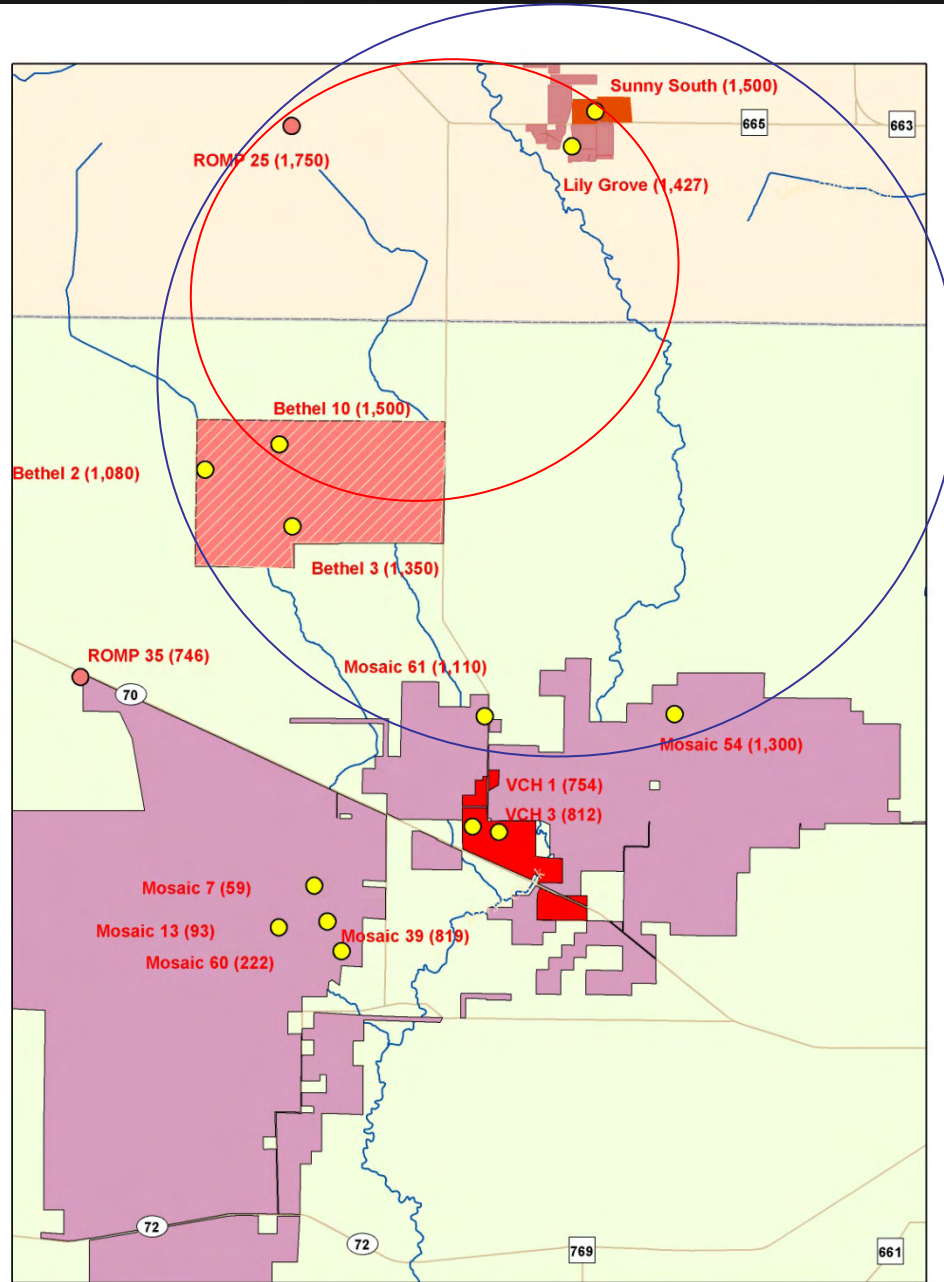 Sunny South (1,500)
665
663
ROMP 25 (1,750)
Lily Grove (1,427)
Bethel 10 (1,500)
Bethel 2 (1,080)
Bethel 3 (1,350)
ROMP 35 (746)
Mosaic 61 (1,110)
70
Mosaic 54 (1,300)
VCH 1 (754)
VCH 3 (812)
Mosaic 7 (59)
Mosaic 13 (93)
Mosaic 39 (819)
Mosaic 60 (222)
72
72
769
661